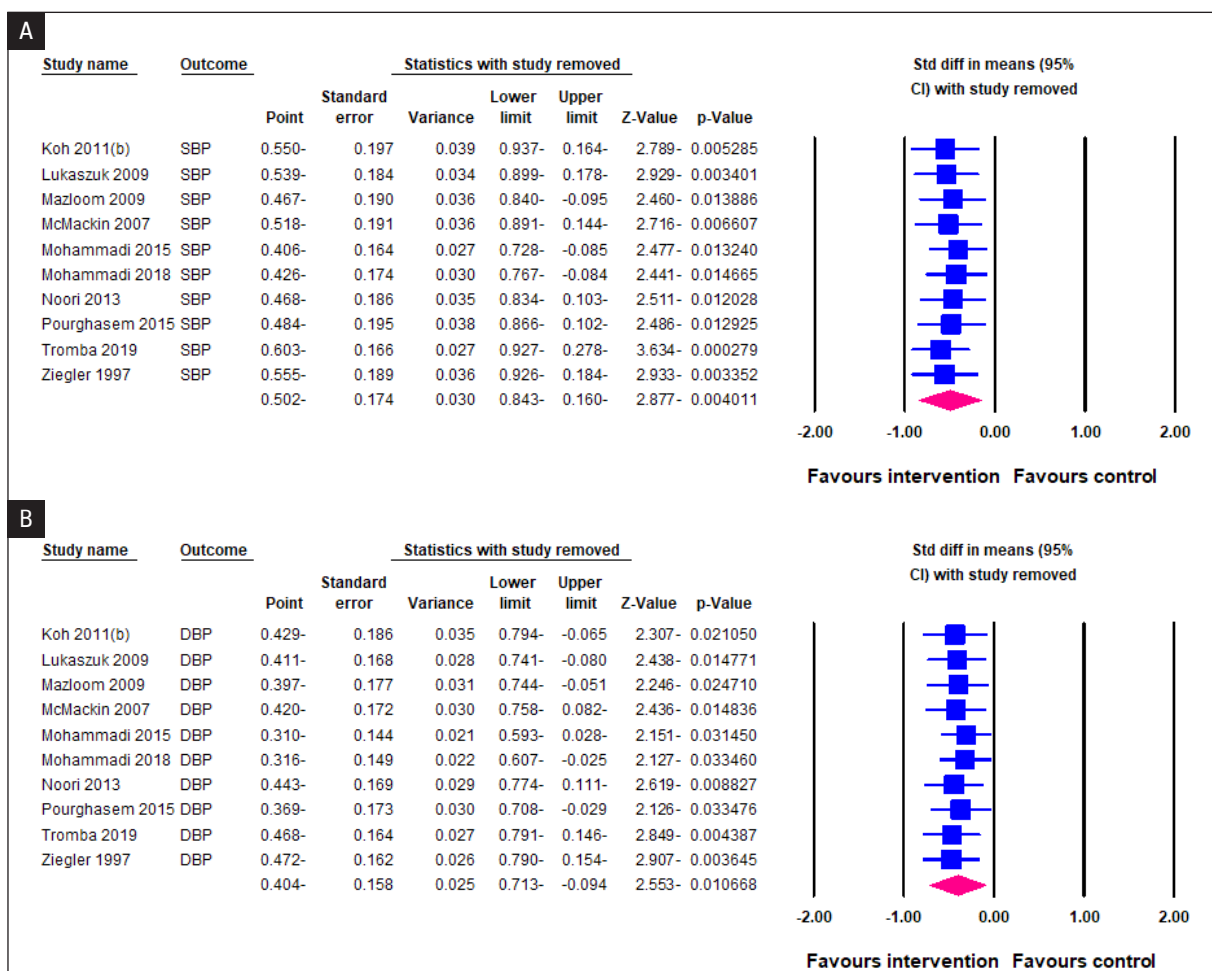 A
Study name Outcome Statistics with study removed Std diff in means (95%
CI) with study removed
Standard Lower Upper
Point error Variance limit limit Z-Value p-Value
Koh 2011(b) SBP 0.550- 0.197 0.039 0.937- 0.164- 2.789- 0.005285
Lukaszuk 2009 SBP 0.539- 0.184 0.034 0.899- 0.178- 2.929- 0.003401
Mazloom 2009 SBP 0.467- 0.190 0.036 0.840- -0.095 2.460- 0.013886
McMackin 2007 SBP 0.518- 0.191 0.036 0.891- 0.144- 2.716- 0.006607
Mohammadi 2015 SBP 0.406- 0.164 0.027 0.728- -0.085 2.477- 0.013240
Mohammadi 2018 SBP 0.426- 0.174 0.030 0.767- -0.084 2.441- 0.014665
Noori 2013 SBP 0.468- 0.186 0.035 0.834- 0.103- 2.511- 0.012028
Pourghasem 2015 SBP 0.484- 0.195 0.038 0.866- 0.102- 2.486- 0.012925
Tromba 2019 SBP 0.603- 0.166 0.027 0.927- 0.278- 3.634- 0.000279
Ziegler 1997 SBP 0.555- 0.189 0.036 0.926- 0.184- 2.933- 0.003352
0.502- 0.174 0.030 0.843- 0.160- 2.877- 0.004011
-2.00 -1.00 0.00 1.00 2.00
Favours intervention Favours control
B
Study name Outcome Statistics with study removed Std diff in means (95%
CI) with study removed
Standard Lower Upper
Point error Variance limit limit Z-Value p-Value
Koh 2011(b) DBP 0.429- 0.186 0.035 0.794- -0.065 2.307- 0.021050
Lukaszuk 2009 DBP 0.411- 0.168 0.028 0.741- -0.080 2.438- 0.014771
Mazloom 2009 DBP 0.397- 0.177 0.031 0.744- -0.051 2.246- 0.024710
McMackin 2007 DBP 0.420- 0.172 0.030 0.758- 0.082- 2.436- 0.014836
Mohammadi 2015 DBP 0.310- 0.144 0.021 0.593- 0.028- 2.151- 0.031450
Mohammadi 2018 DBP 0.316- 0.149 0.022 0.607- -0.025 2.127- 0.033460
Noori 2013 DBP 0.443- 0.169 0.029 0.774- 0.111- 2.619- 0.008827
Pourghasem 2015 DBP 0.369- 0.173 0.030 0.708- -0.029 2.126- 0.033476
Tromba 2019 DBP 0.468- 0.164 0.027 0.791- 0.146- 2.849- 0.004387
Ziegler 1997 DBP 0.472- 0.162 0.026 0.790- 0.154- 2.907- 0.003645
0.404- 0.158 0.025 0.713- -0.094 2.553- 0.010668
-2.00 -1.00 0.00 1.00 2.00
Favours intervention Favours control